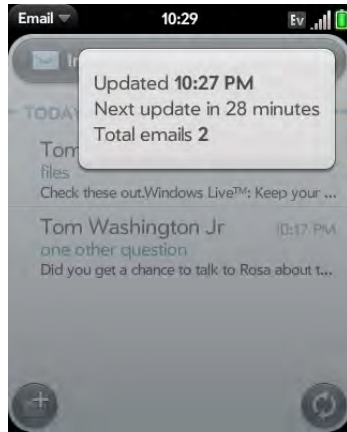 Email 10:29 Ev
In
Updated 10:27 PM
Next update in 28 minutes
Total emails 2
TODAY
Tom
files
Check these out.Windows Live™: Keep your ...
Tom Washington Jr 10:17 PM
one other question
Did you get a chance to talk to Rosa about t...